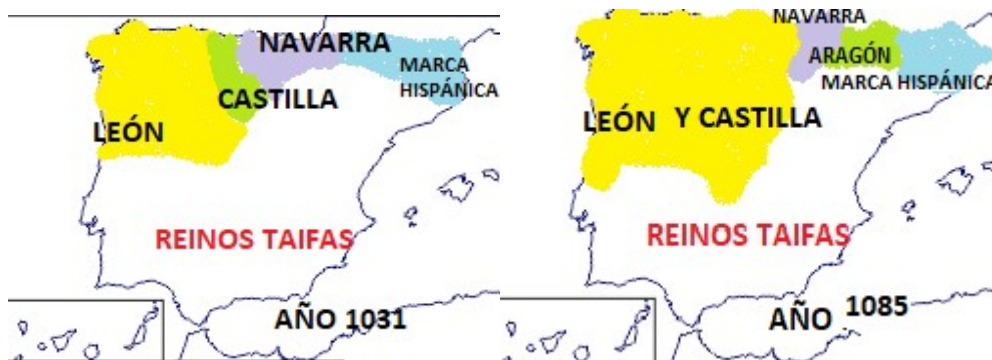 NAVARRA
MARCA
HISPÁNICA
CASTILLA
LEÓN
REINOS TAIFAS
AÑO 1031
NAVARRA
ARAGÓN
MARCA HISPÁNICA
LEÓN Y CASTILLA
REINOS TAIFAS
AÑO 1085